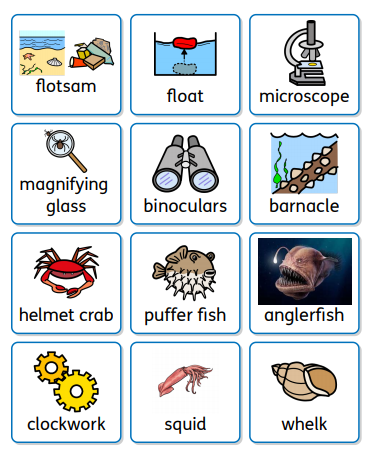 flotsam
float
microscope
magnifying
glass
binoculars
barnacle
helmet crab
puffer fish
anglerfish
clockwork
squid
whelk